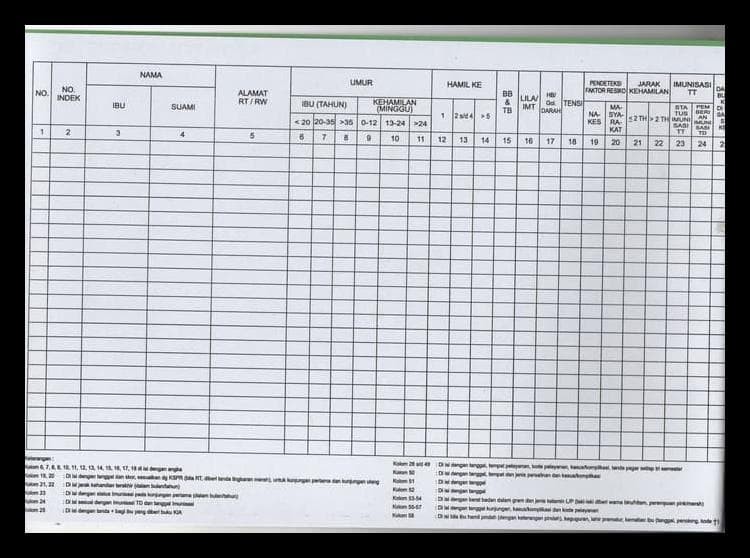 NO.
NO. INDEX
NAMA
IBU
SUAMI
ALAMAT
RT / RW
UMUR
IBU (TAHUN)
KEHAMILAN
(MINGGU)
< 20 20-35 >35 0-12 13-24 >24
HAMIL KE
1 2 s/d 4 > 5
BB
&
TB
LILA/
IMT
HB/
Gol.
DARAH
TENSI
PENDETEKSI
FAKTOR RESIKO
NA-
KES
MA-
SYA-
RA-
KAT
JARAK
KEHAMILAN
≤ 2 TH > 2 TH
IMUNISASI
TT
STA
TUS
IMUNI
SASI
TT
PEM
BERI
AN
IMUNI
SASI
TD
1 2 3 4 5 6 7 8 9 10 11 12 13 14 15 16 17 18 19 20 21 22 23 24
Keterangan :
Kolom 6, 7, 8, 9, 10, 11, 12, 13, 14, 15, 16, 17, 18 di isi dengan angka
Kolom 19, 20 : Di isi dengan tanggal dan skor, sesuaikan dg KSPR (bila RT, diberi tanda lingkaran merah), untuk kunjungan pertama dan kunjungan ulang
Kolom 21, 22 : Di isi jarak kehamilan terakhir (dalam bulan/tahun)
Kolom 23 : Di isi dengan status imunisasi pada kunjungan pertama (dalam bulan/tahun)
Kolom 24 : Di isi sesuai dengan imunisasi TD dan tanggal imunisasi
Kolom 25 : Di isi dengan tanda + bagi ibu yang diberi buku KIA
Kolom 26 s/d 49 : Di isi dengan tanggal, tempat pelayanan, kode pelayanan, kasus/komplikasi, tanda pagar setiap tri semester
Kolom 50 : Di isi dengan tanggal, tempat dan jenis persalinan dan kasus/komplikasi
Kolom 51 : Di isi dengan tanggal
Kolom 52 : Di isi dengan tanggal
Kolom 53-54 : Di isi dengan berat badan dalam gram dan jenis kelamin L/P (laki-laki diberi warna biru/hitam, perempuan pink/merah)
Kolom 55-57 : Di isi dengan tanggal kunjungan, kasus/komplikasi dan kode pelayanan
Kolom 58 : Di isi bila ibu hamil pindah (dengan keterangan pindah), keguguran, lahir prematur, kematian ibu (tanggal, penolong, kode †)